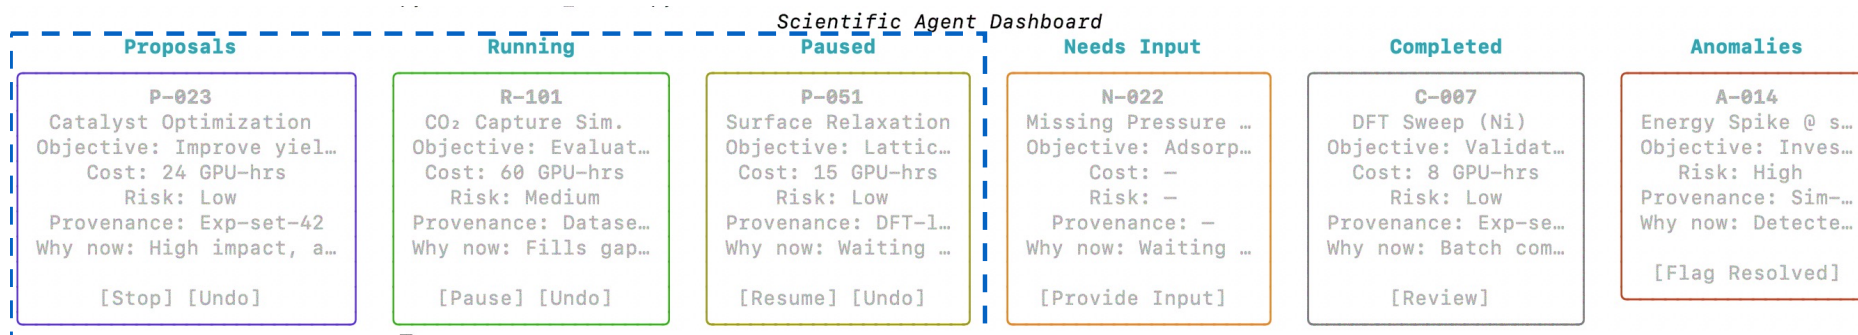 Scientific Agent Dashboard
Proposals
P-023
Catalyst Optimization
Objective: Improve yiel…
Cost: 24 GPU-hrs
Risk: Low
Provenance: Exp-set-42
Why now: High impact, a…
[Stop] [Undo]
Running
R-101
CO₂ Capture Sim.
Objective: Evaluat…
Cost: 60 GPU-hrs
Risk: Medium
Provenance: Datase…
Why now: Fills gap…
[Pause] [Undo]
Paused
P-051
Surface Relaxation
Objective: Lattic…
Cost: 15 GPU-hrs
Risk: Low
Provenance: DFT-l…
Why now: Waiting …
[Resume] [Undo]
Needs Input
N-022
Missing Pressure …
Objective: Adsorp…
Cost: —
Risk: —
Provenance: —
Why now: Waiting …
[Provide Input]
Completed
C-007
DFT Sweep (Ni)
Objective: Validat…
Cost: 8 GPU-hrs
Risk: Low
Provenance: Exp-se…
Why now: Batch com…
[Review]
Anomalies
A-014
Energy Spike @ s…
Objective: Inves…
Risk: High
Provenance: Sim-…
Why now: Detecte…
[Flag Resolved]